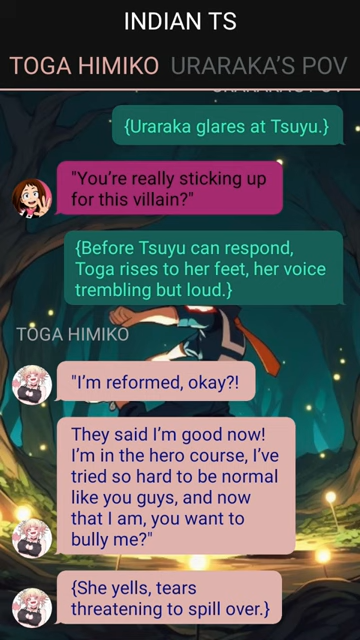 INDIAN TS
TOGA HIMIKO URARAKA’S POV
{Uraraka glares at Tsuyu.}
"You’re really sticking up
for this villain?"
{Before Tsuyu can respond,
Toga rises to her feet, her voice
trembling but loud.}
TOGA HIMIKO
"I’m reformed, okay?!
They said I’m good now!
I’m in the hero course, I’ve
tried so hard to be normal
like you guys, and now
that I am, you want to
bully me?"
{She yells, tears
threatening to spill over.}